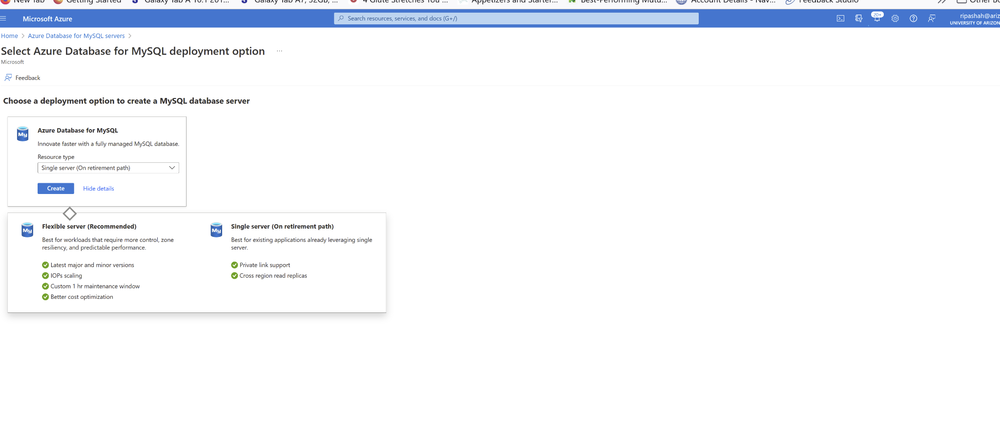 New Tab Getting Started Galaxy Tab A 10.1 201... Galaxy Tab A7, 32GB, ... 4 Glute Stretches You ... Appetizers and Starter... Best-Performing Mutu... Account Details - Nav... Feedback Studio Other Bo
Microsoft Azure Search resources, services, and docs (G+/) 20+ ripashah@ariz
UNIVERSITY OF ARIZON
Home > Azure Database for MySQL servers >
Select Azure Database for MySQL deployment option ...
Microsoft
Feedback
Choose a deployment option to create a MySQL database server
My
Azure Database for MySQL
Innovate faster with a fully managed MySQL database.
Resource type
Single server (On retirement path)
Create Hide details
My
Flexible server (Recommended)
Best for workloads that require more control, zone
resiliency, and predictable performance.
Latest major and minor versions
IOPs scaling
Custom 1 hr maintenance window
Better cost optimization
My
Single server (On retirement path)
Best for existing applications already leveraging single
server.
Private link support
Cross region read replicas